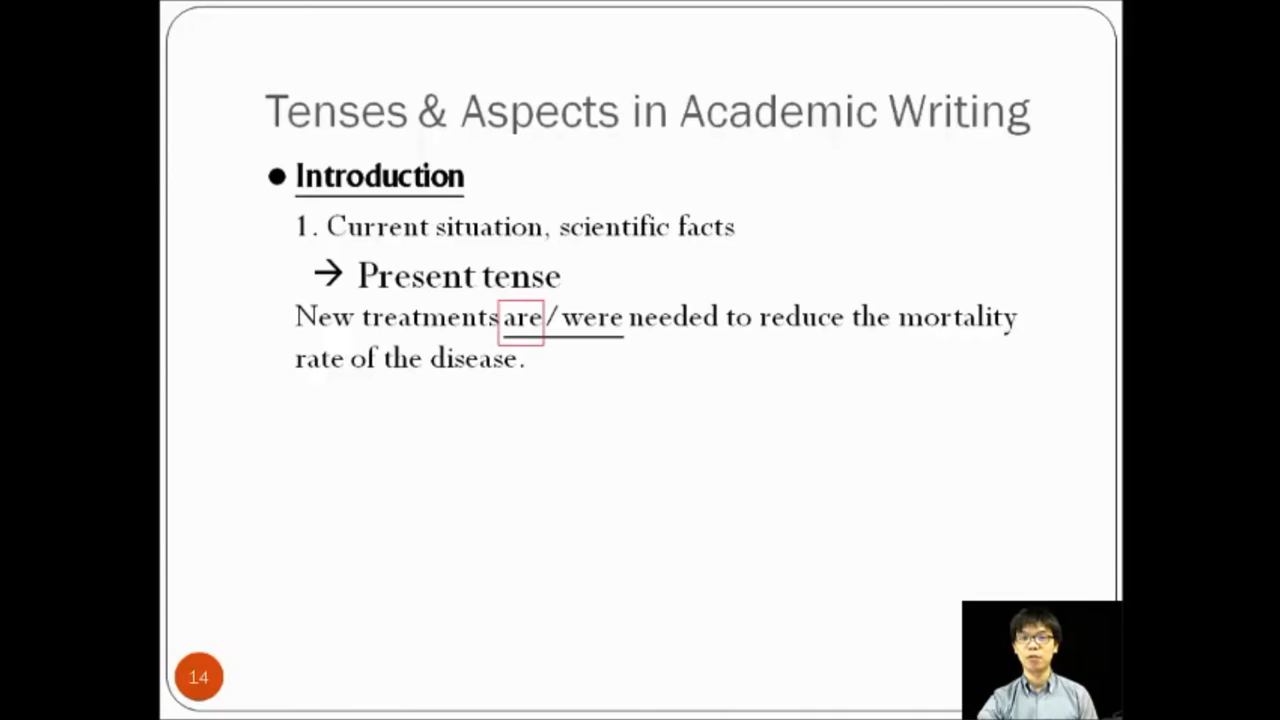 Tenses & Aspects in Academic Writing
● Introduction
1. Current situation, scientific facts
→ Present tense
New treatments are/were needed to reduce the mortality
rate of the disease.
14